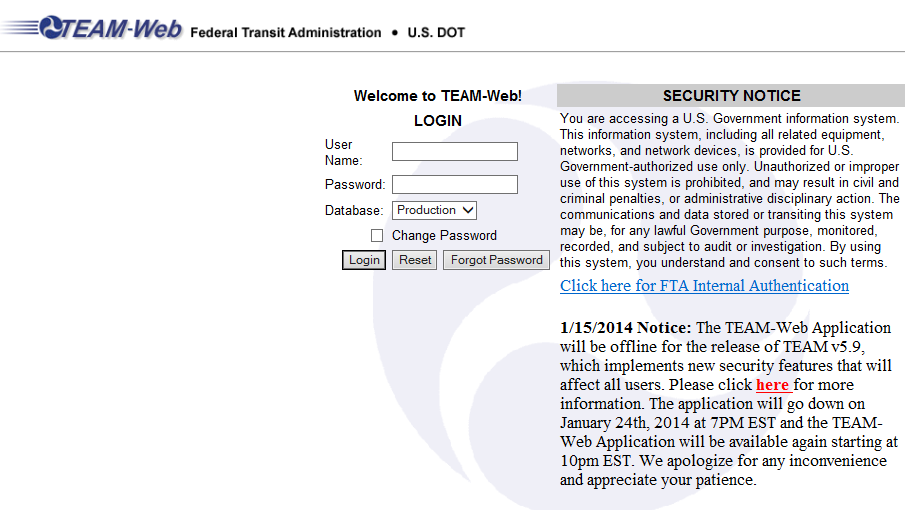 TEAM-Web Federal Transit Administration • U.S. DOT
Welcome to TEAM-Web!
LOGIN
User
Name:
Password:
Database: Production
Change Password
Login Reset Forgot Password
SECURITY NOTICE
You are accessing a U.S. Government information system.
This information system, including all related equipment,
networks, and network devices, is provided for U.S.
Government-authorized use only. Unauthorized or improper
use of this system is prohibited, and may result in civil and
criminal penalties, or administrative disciplinary action. The
communications and data stored or transiting this system
may be, for any lawful Government purpose, monitored,
recorded, and subject to audit or investigation. By using
this system, you understand and consent to such terms.
Click here for FTA Internal Authentication
1/15/2014 Notice: The TEAM-Web Application
will be offline for the release of TEAM v5.9,
which implements new security features that will
affect all users. Please click here for more
information. The application will go down on
January 24th, 2014 at 7PM EST and the TEAM-
Web Application will be available again starting at
10pm EST. We apologize for any inconvenience
and appreciate your patience.